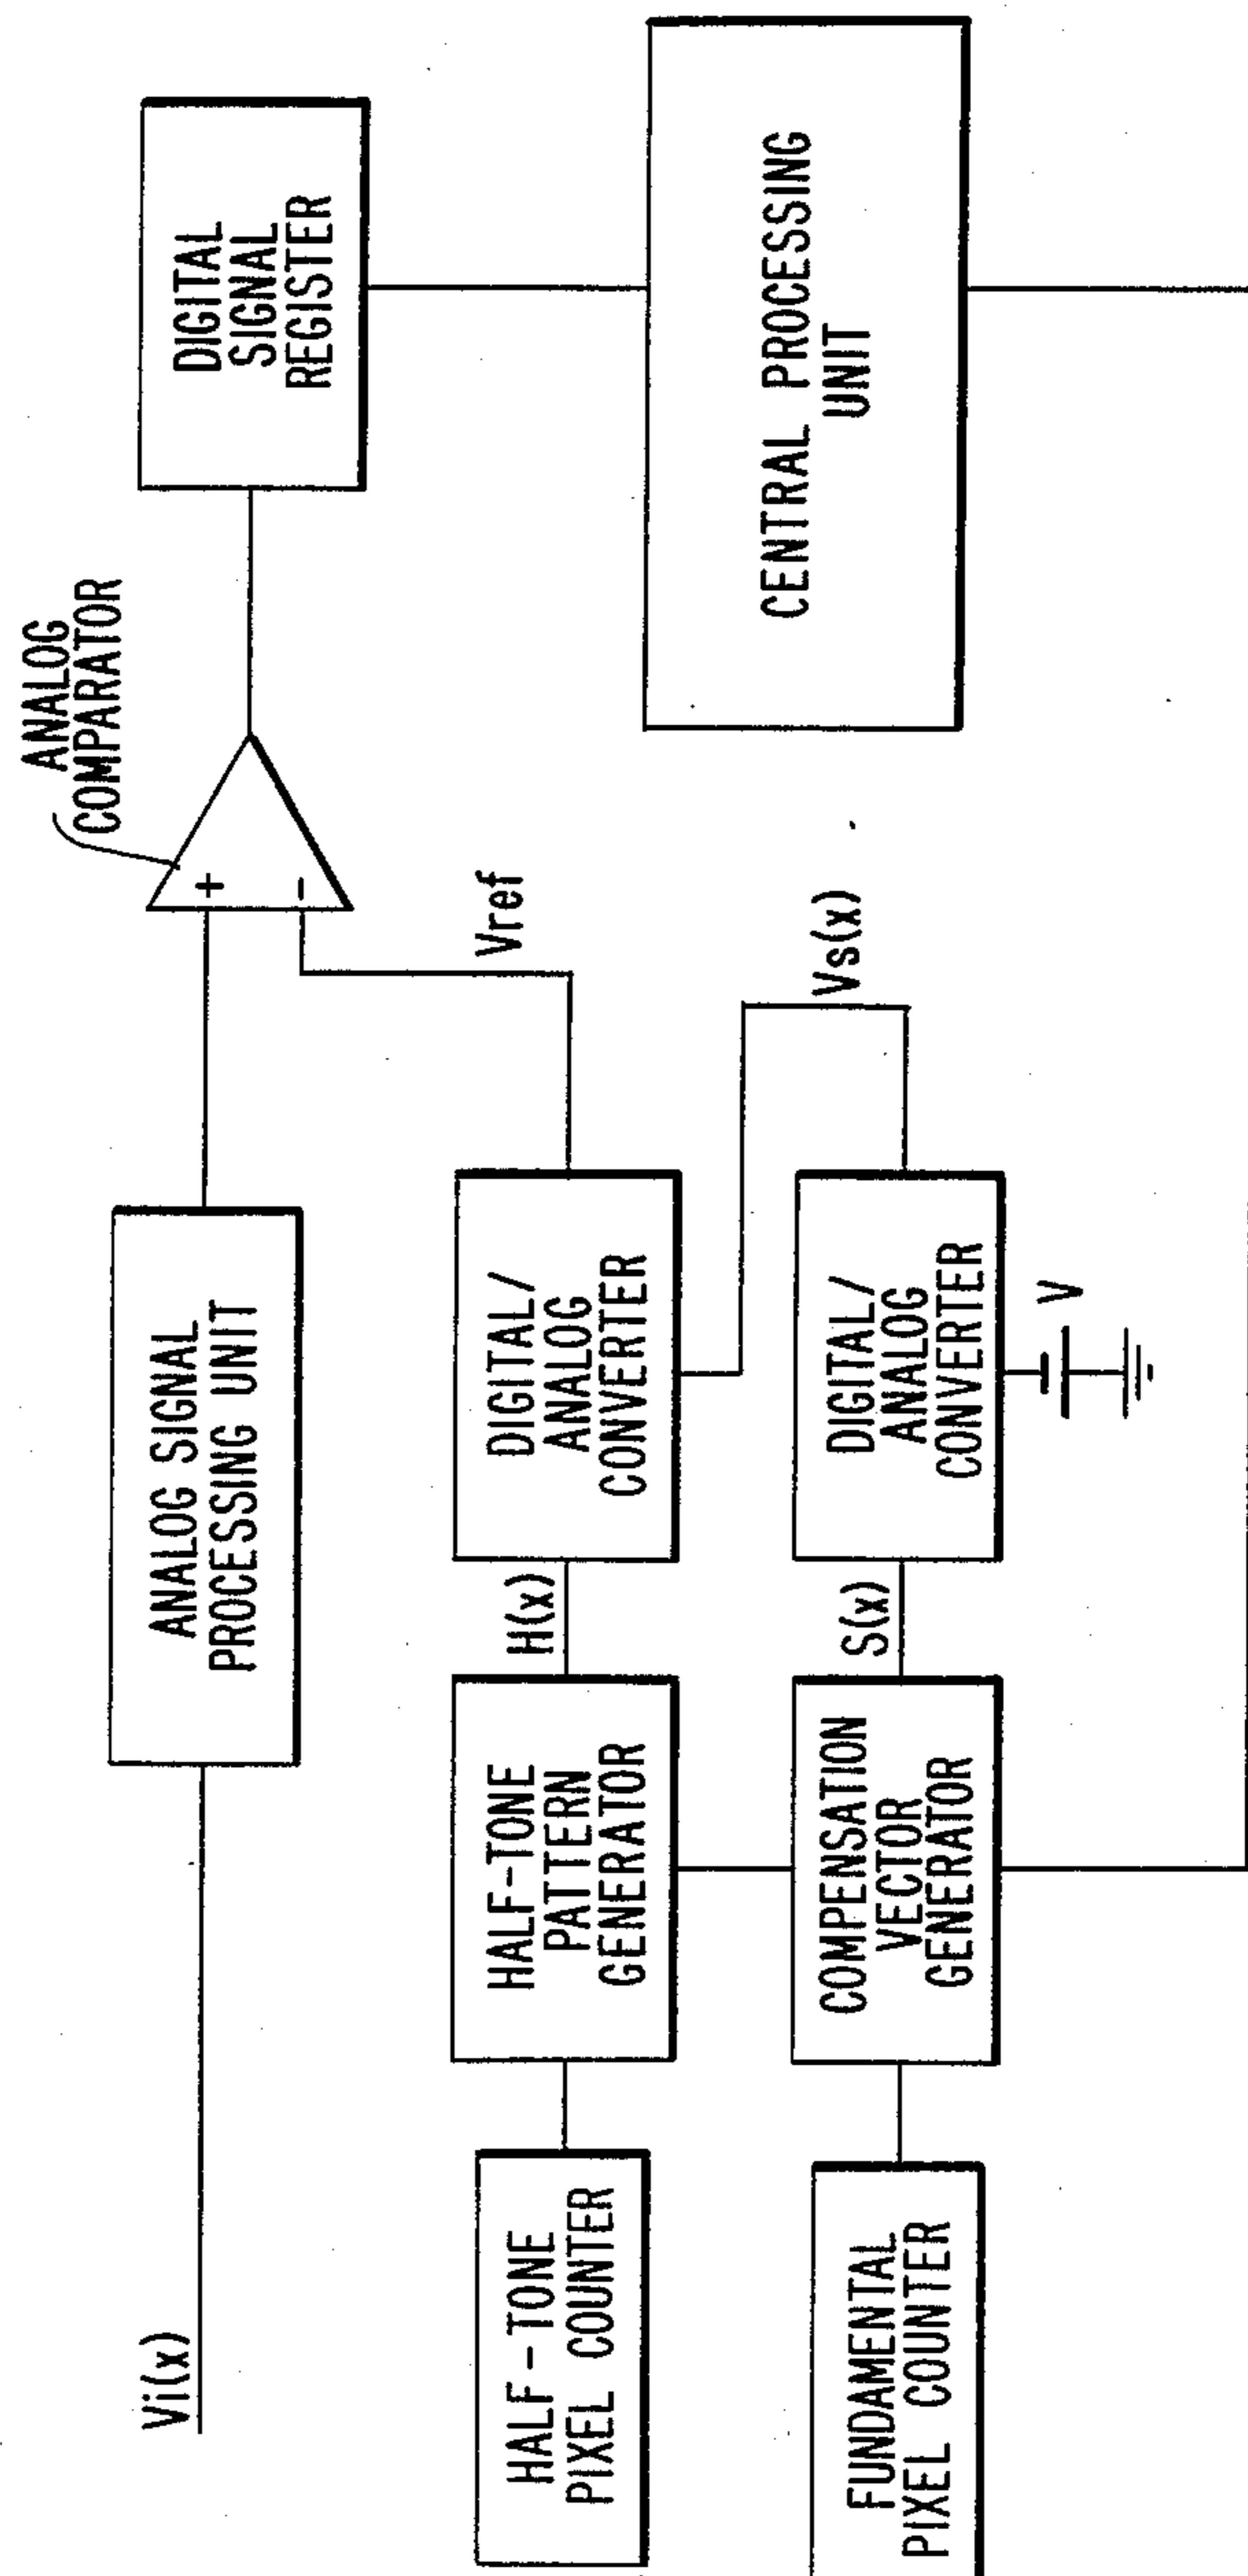 Vi(x)
ANALOG SIGNAL
PROCESSING UNIT
ANALOG
COMPARATOR
+
-
DIGITAL
SIGNAL
REGISTER
HALF-TONE
PIXEL COUNTER
HALF-TONE
PATTERN
GENERATOR
H(x)
DIGITAL/
ANALOG
CONVERTER
Vref
FUNDAMENTAL
PIXEL COUNTER
COMPENSATION
VECTOR
GENERATOR
S(x)
DIGITAL/
ANALOG
CONVERTER
Vs(x)
V
CENTRAL PROCESSING
UNIT